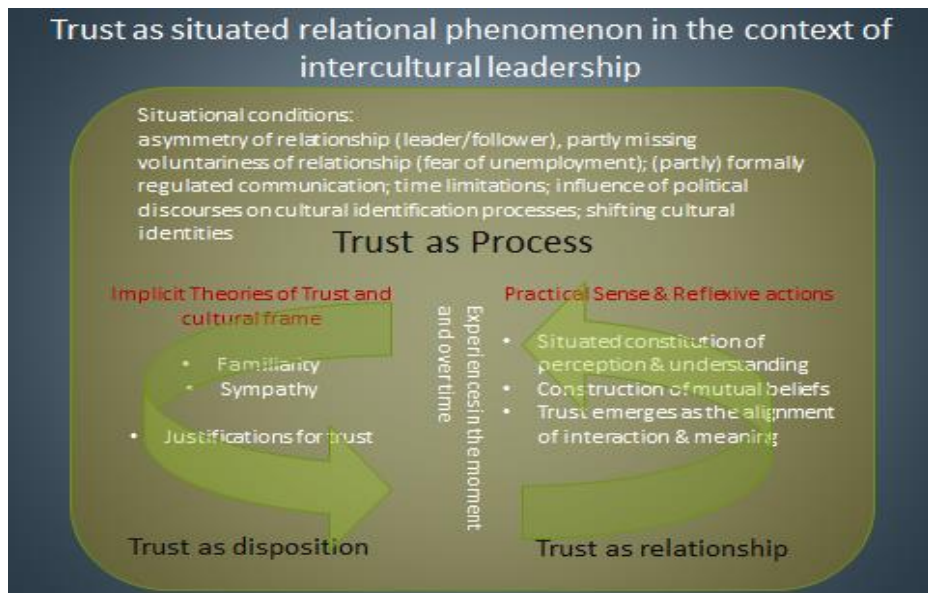 Trust as situated relational phenomenon in the context of
intercultural leadership
Situational conditions:
asymmetry of relationship (leader/follower), partly missing
voluntariness of relationship (fear of unemployment); (partly) formally
regulated communication; time limitations; influence of political
discourses on cultural identification processes; shifting cultural
identities
Trust as Process
Implicit Theories of Trust and
cultural frame
• Familiarity
• Sympathy
• Justifications for trust
Trust as disposition
Experiences in the moment
and over time
Practical Sense & Reflexive actions
• Situated constitution of
perception & understanding
• Construction of mutual beliefs
• Trust emerges as the alignment
of interaction & meaning
Trust as relationship